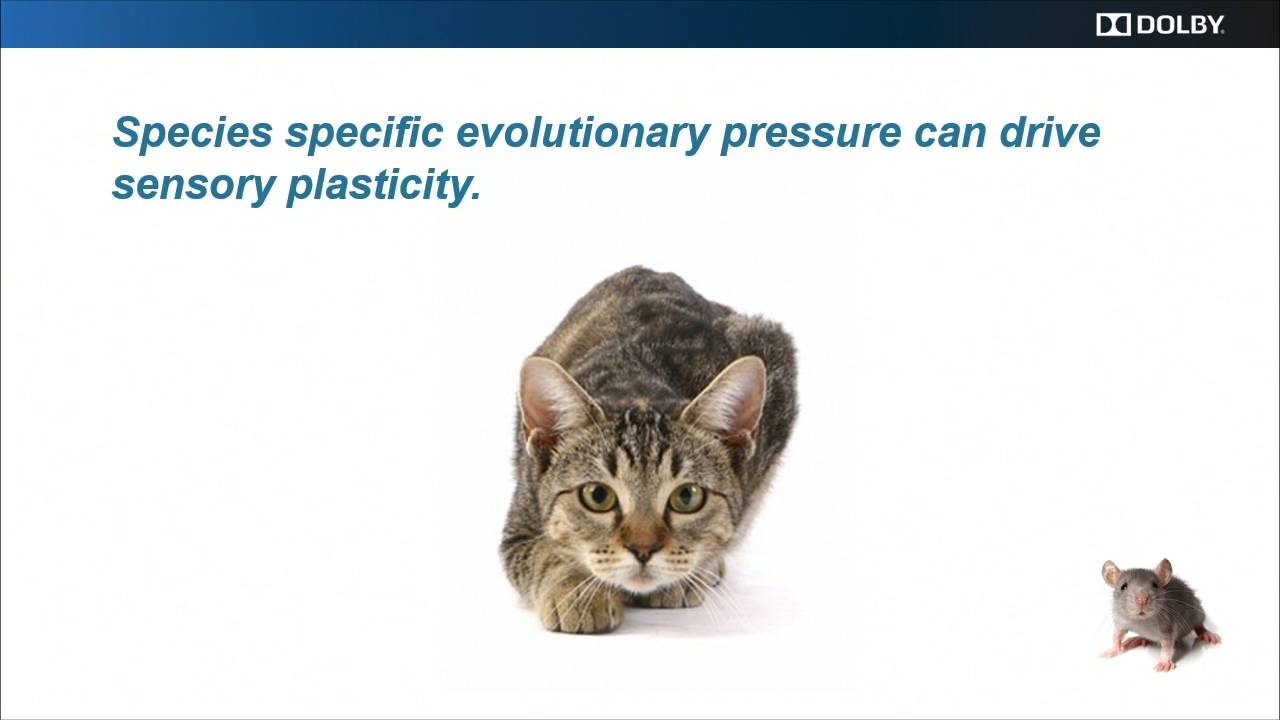 DOLBY
Species specific evolutionary pressure can drive
sensory plasticity.